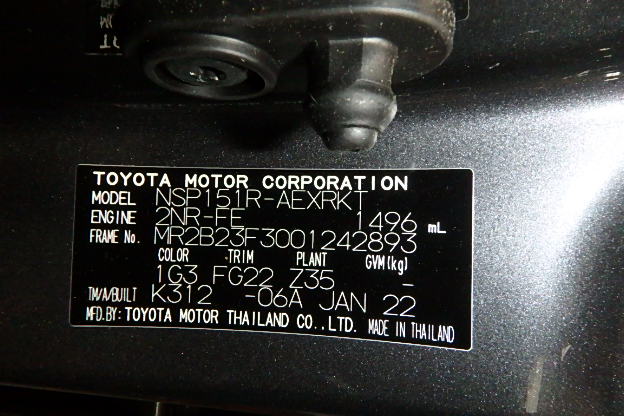 TOYOTA MOTOR CORPORATION
MODEL NSP151R-AEXRKT
ENGINE 2NR-FE 1496 mL
FRAME No. MR2B23F3001242893
COLOR TRIM PLANT GVM(kg)
1G3 FG22 Z35 -
TM/A/BUILT K312 -06A JAN 22
MFD.BY: TOYOTA MOTOR THAILAND CO.,LTD. MADE IN THAILAND